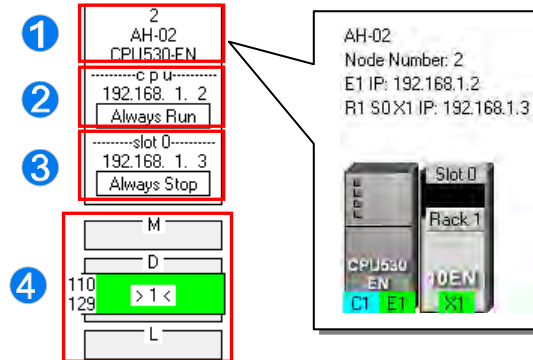 1
2
AH-02
CPU530-EN
2
--------c p u--------
192.168. 1. 2
Always Run
3
--------slot 0--------
192.168. 1. 3
Always Stop
4
M
D
110
129
> 1 <
L
AH-02
Node Number: 2
E1 IP: 192.168.1.2
R1 S0 X1 IP: 192.168.1.3
Slot 0
Rack 1
CPU530
EN
10EN
C1 E1
X1